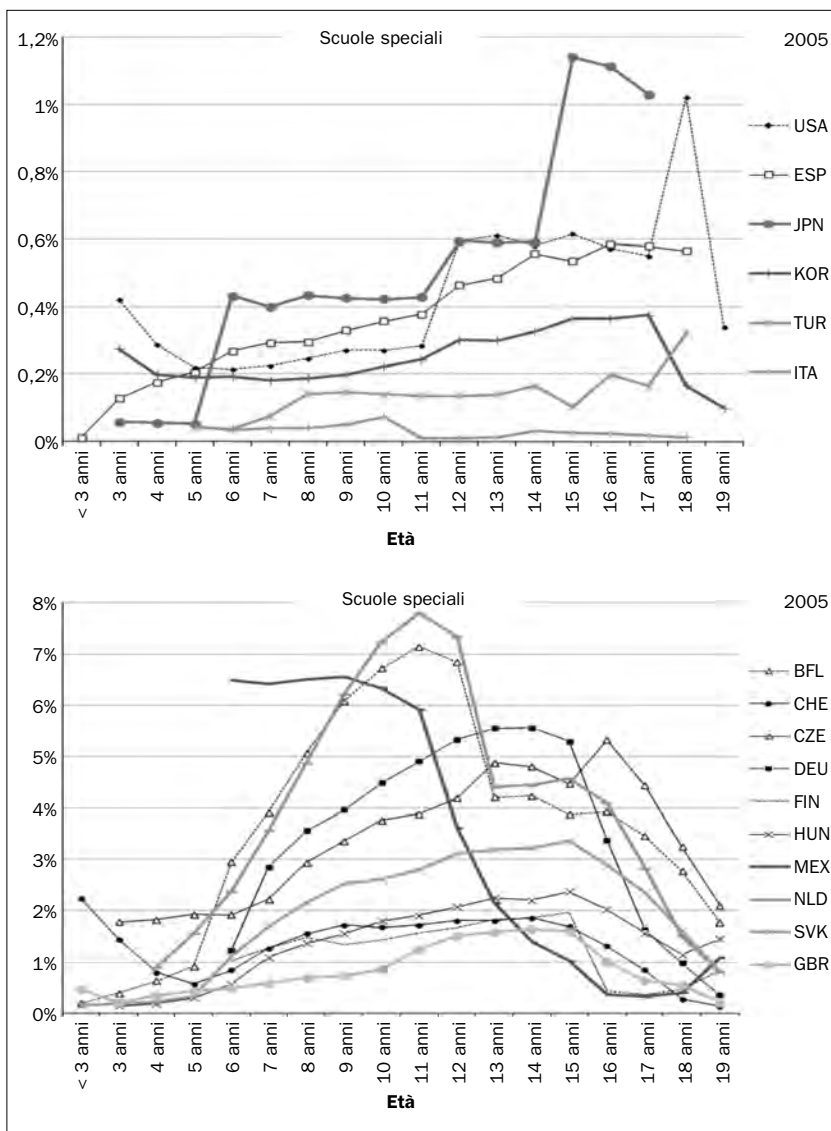 Scuole speciali 2005
1,2%
1%
0,8%
0,6%
0,4%
0,2%
0%
USA
ESP
JPN
KOR
TUR
ITA
< 3 anni 3 anni 4 anni 5 anni 6 anni 7 anni 8 anni 9 anni 10 anni 11 anni 12 anni 13 anni 14 anni 15 anni 16 anni 17 anni 18 anni 19 anni
Età
Scuole speciali 2005
8%
7%
6%
5%
4%
3%
2%
1%
0%
BFL
CHE
CZE
DEU
FIN
HUN
MEX
NLD
SVK
GBR
< 3 anni 3 anni 4 anni 5 anni 6 anni 7 anni 8 anni 9 anni 10 anni 11 anni 12 anni 13 anni 14 anni 15 anni 16 anni 17 anni 18 anni 19 anni
Età